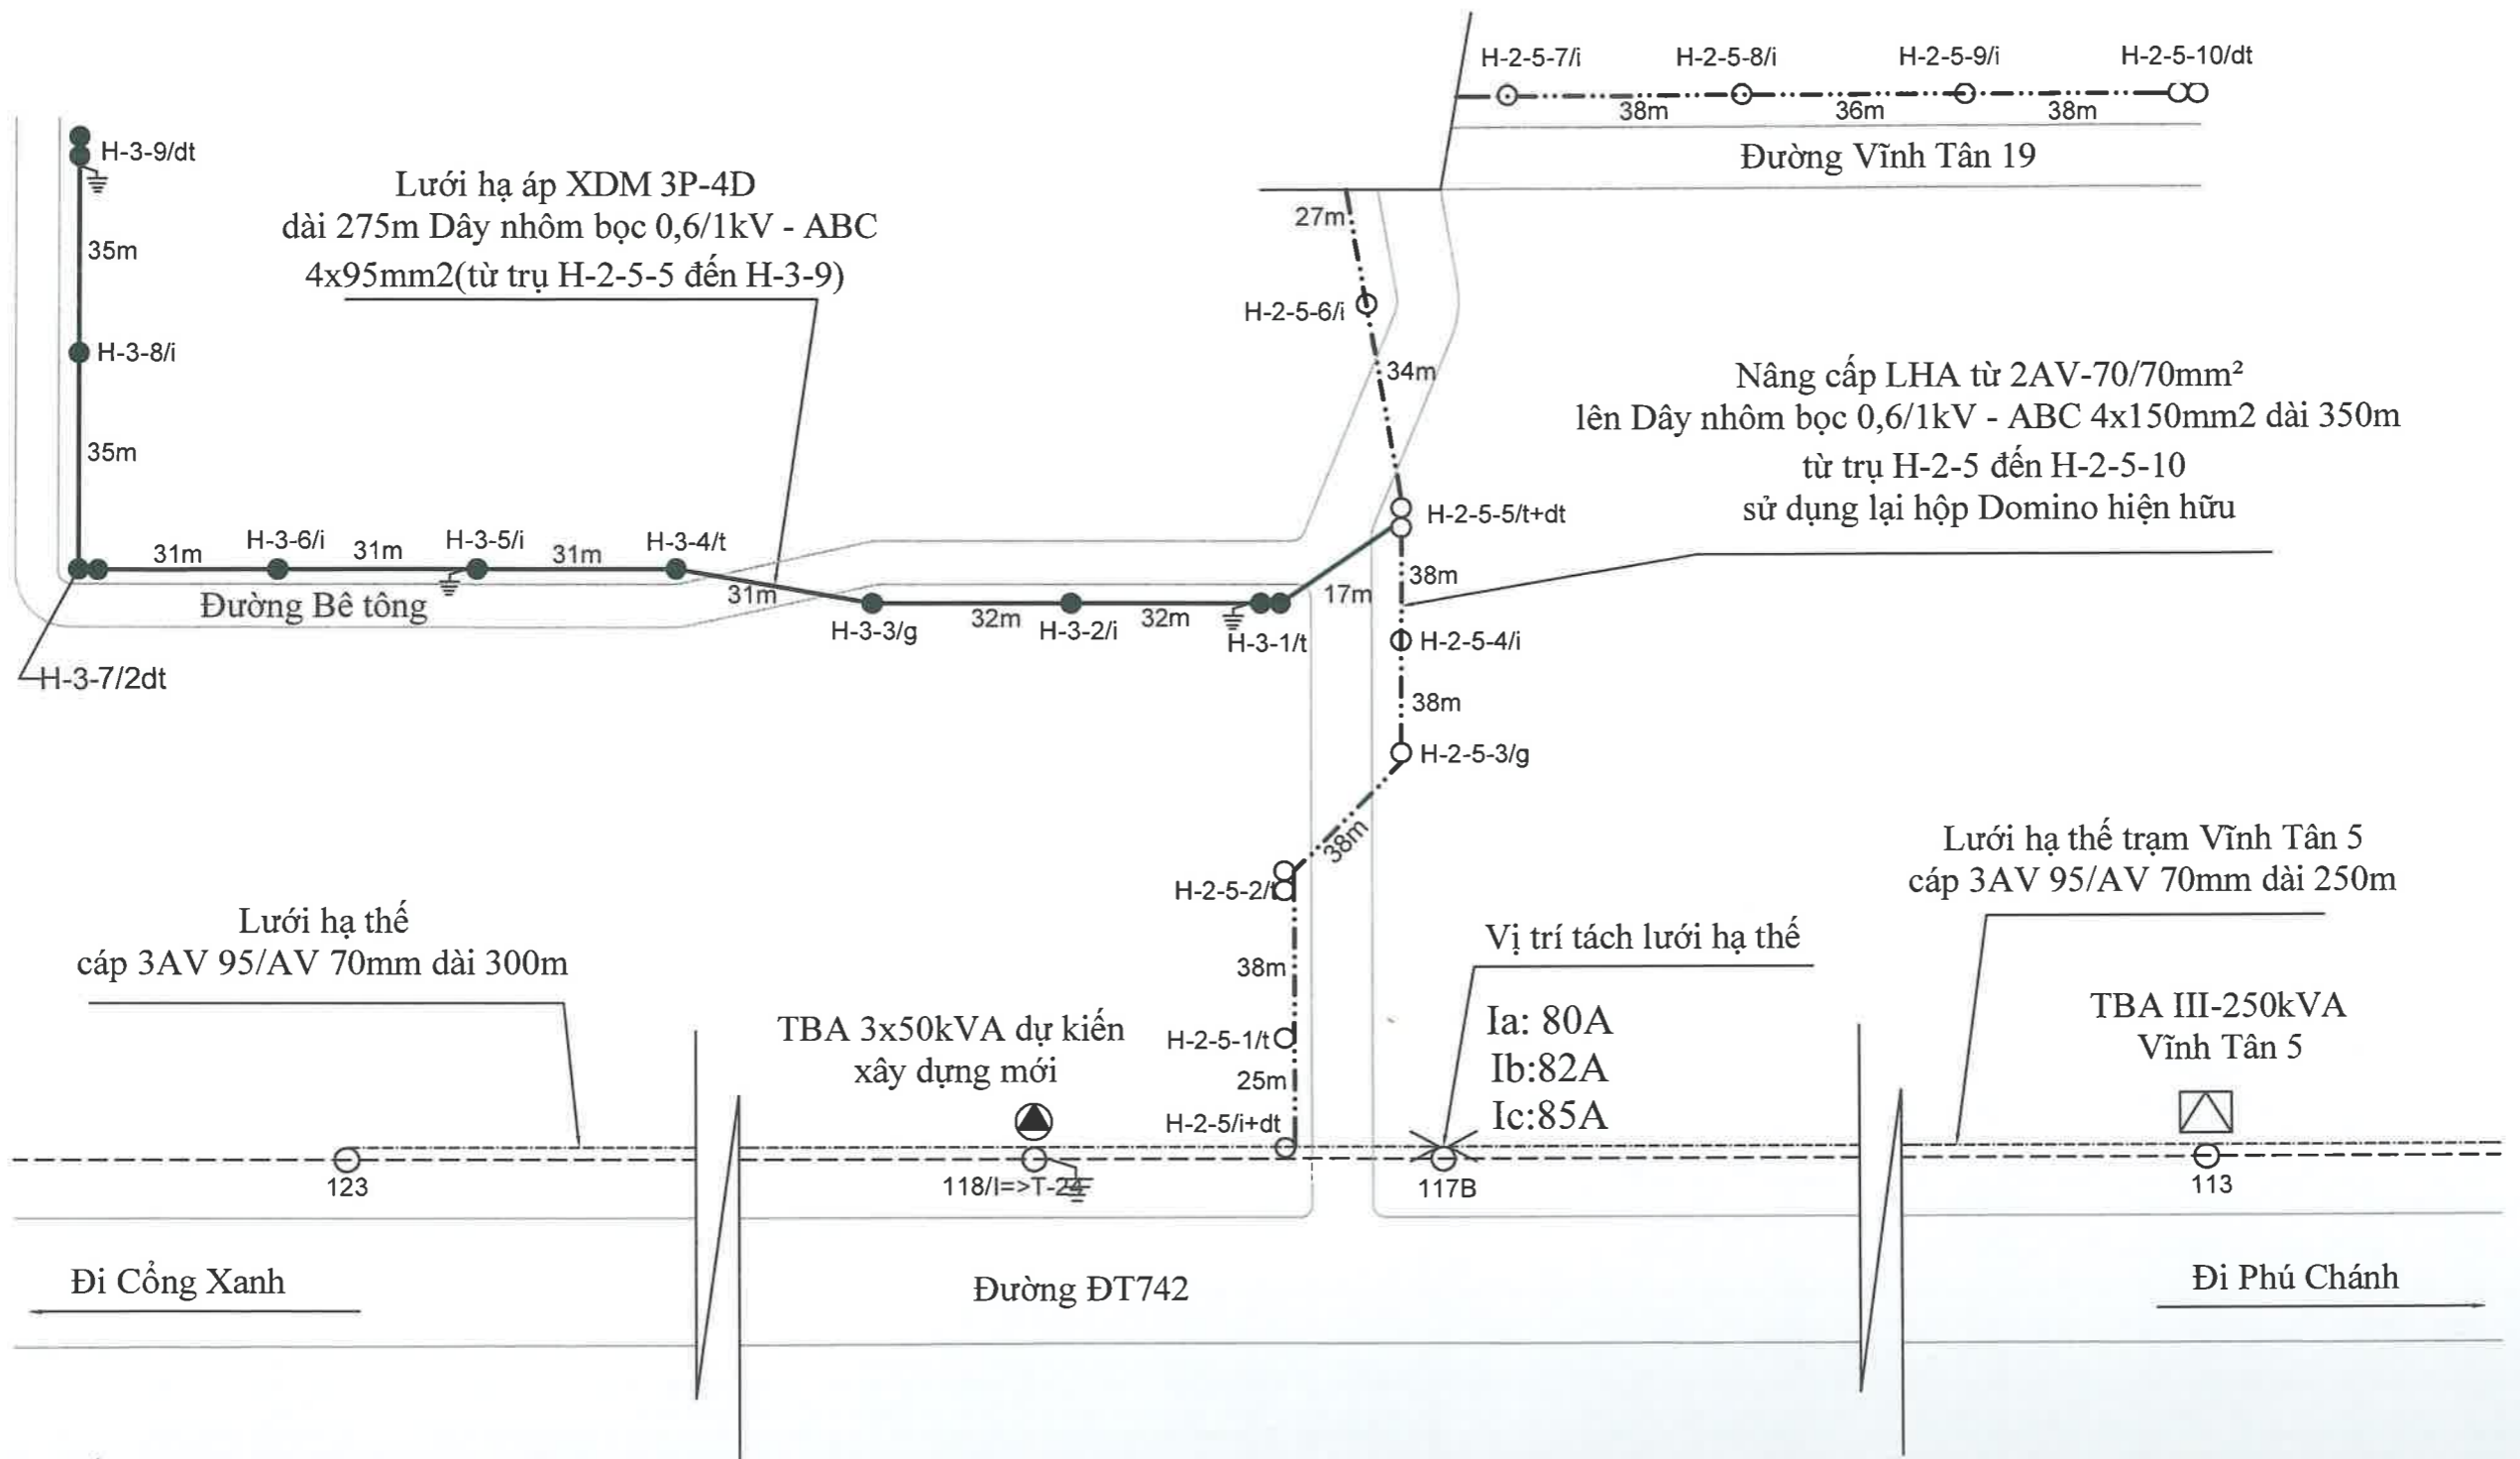 H-2-5-7/i
H-2-5-8/i
H-2-5-9/i
H-2-5-10/dt
38m
36m
38m
Đường Vĩnh Tân 19
H-3-9/dt
35m
H-3-8/i
35m
Lưới hạ áp XDM 3P-4D
dài 275m Dây nhôm bọc 0,6/1kV - ABC
4x95mm2(từ trụ H-2-5-5 đến H-3-9)
27m
H-2-5-6/i
34m
Nâng cấp LHA từ 2AV-70/70mm²
lên Dây nhôm bọc 0,6/1kV - ABC 4x150mm2 dài 350m
từ trụ H-2-5 đến H-2-5-10
sử dụng lại hộp Domino hiện hữu
H-2-5-5/t+dt
31m
H-3-6/i
31m
H-3-5/i
31m
H-3-4/t
31m
H-3-3/g
32m
H-3-2/i
32m
H-3-1/t
17m
38m
Đường Bê tông
H-3-7/2dt
H-2-5-4/i
38m
H-2-5-3/g
38m
H-2-5-2/t
38m
H-2-5-1/t
25m
H-2-5/i+dt
Lưới hạ thế
cáp 3AV 95/AV 70mm dài 300m
TBA 3x50kVA dự kiến
xây dựng mới
Vị trí tách lưới hạ thế
Ia: 80A
Ib:82A
Ic:85A
Lưới hạ thế trạm Vĩnh Tân 5
cáp 3AV 95/AV 70mm dài 250m
TBA III-250kVA
Vĩnh Tân 5
123
118/I=>T-24
117B
113
Đi Cổng Xanh
Đường ĐT742
Đi Phú Chánh